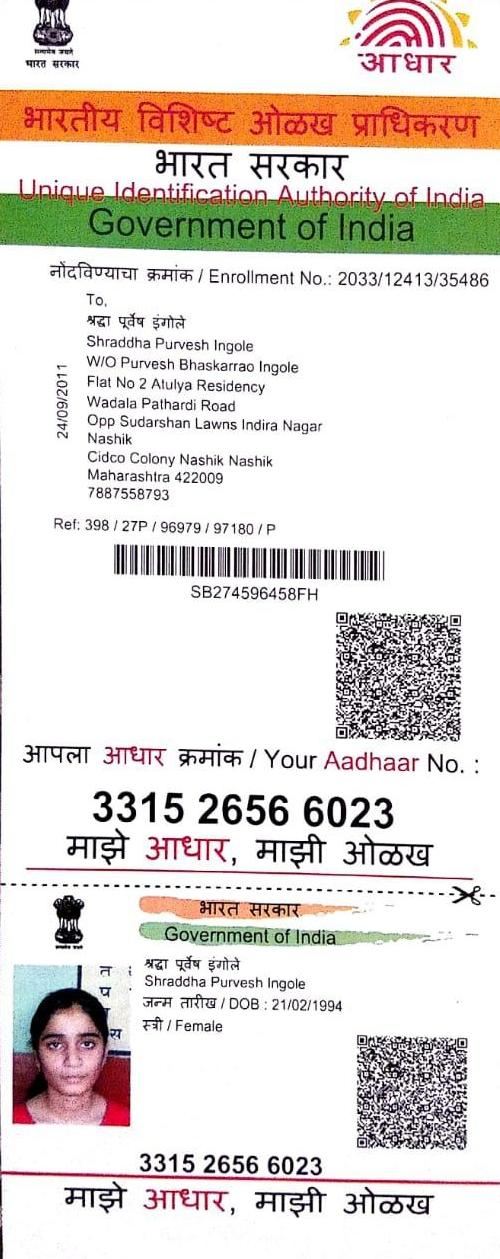 सत्यमेव जयते
भारत सरकार
आधार
भारतीय विशिष्ट ओळख प्राधिकरण
भारत सरकार
Unique Identification Authority of India
Government of India
नोंदविण्याचा क्रमांक / Enrollment No.: 2033/12413/35486
To,
श्रद्धा पूर्वेष इंगोले
Shraddha Purvesh Ingole
W/O Purvesh Bhaskarrao Ingole
Flat No 2 Atulya Residency
Wadala Pathardi Road
Opp Sudarshan Lawns Indira Nagar
Nashik
Cidco Colony Nashik Nashik
Maharashtra 422009
7887558793
24/09/2011
Ref: 398 / 27P / 96979 / 97180 / P
SB274596458FH
आपला आधार क्रमांक / Your Aadhaar No. :
3315 2656 6023
माझे आधार, माझी ओळख
भारत सरकार
Government of India
श्रद्धा पूर्वेष इंगोले
Shraddha Purvesh Ingole
जन्म तारीख / DOB : 21/02/1994
स्त्री / Female
3315 2656 6023
माझे आधार, माझी ओळख